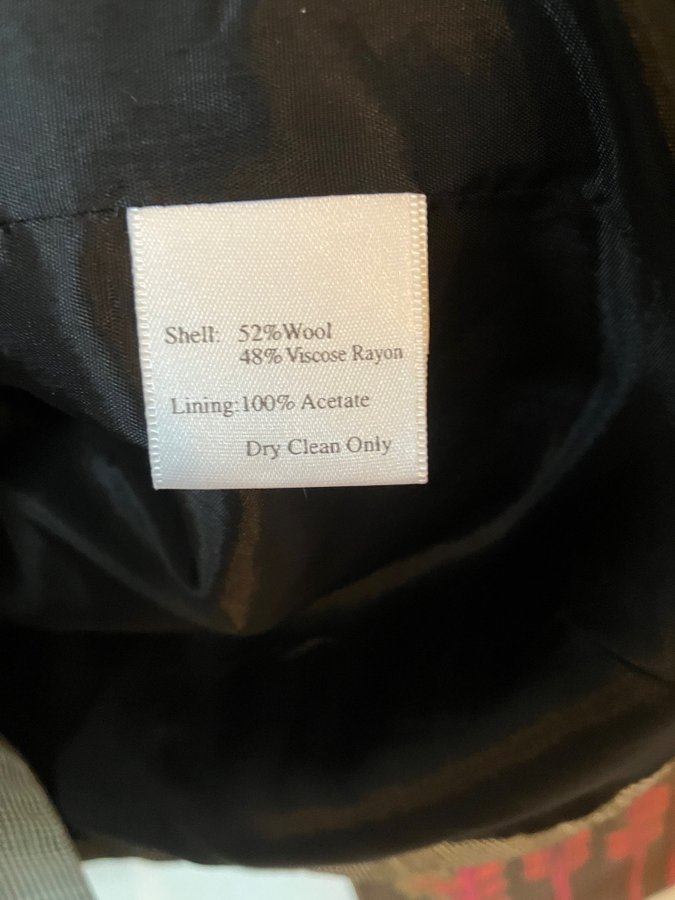 Shell: 52%Wool
48% Viscose Rayon
Lining:100% Acetate
Dry Clean Only